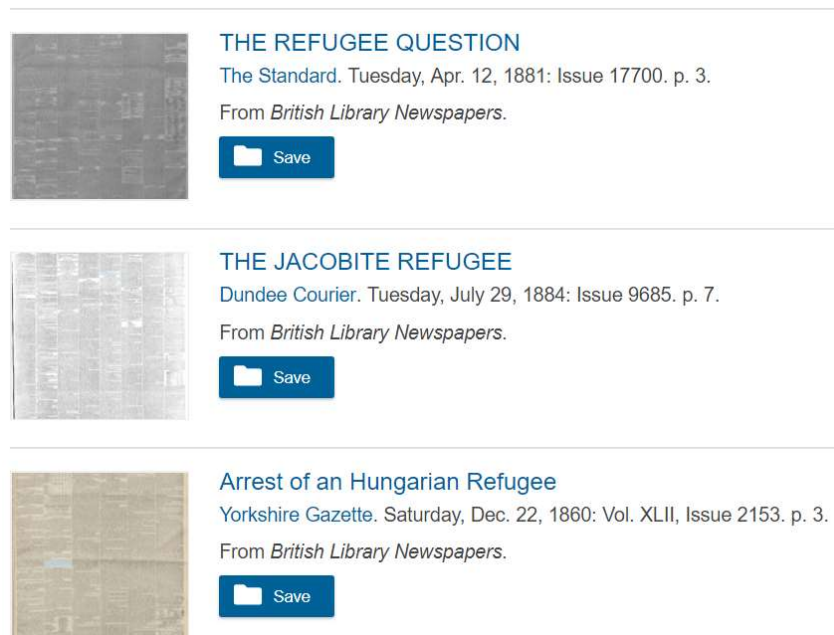 THE REFUGEE QUESTION
The Standard. Tuesday, Apr. 12, 1881: Issue 17700. p. 3.
From British Library Newspapers.
Save
THE JACOBITE REFUGEE
Dundee Courier. Tuesday, July 29, 1884: Issue 9685. p. 7.
From British Library Newspapers.
Save
Arrest of an Hungarian Refugee
Yorkshire Gazette. Saturday, Dec. 22, 1860: Vol. XLII, Issue 2153. p. 3.
From British Library Newspapers.
Save